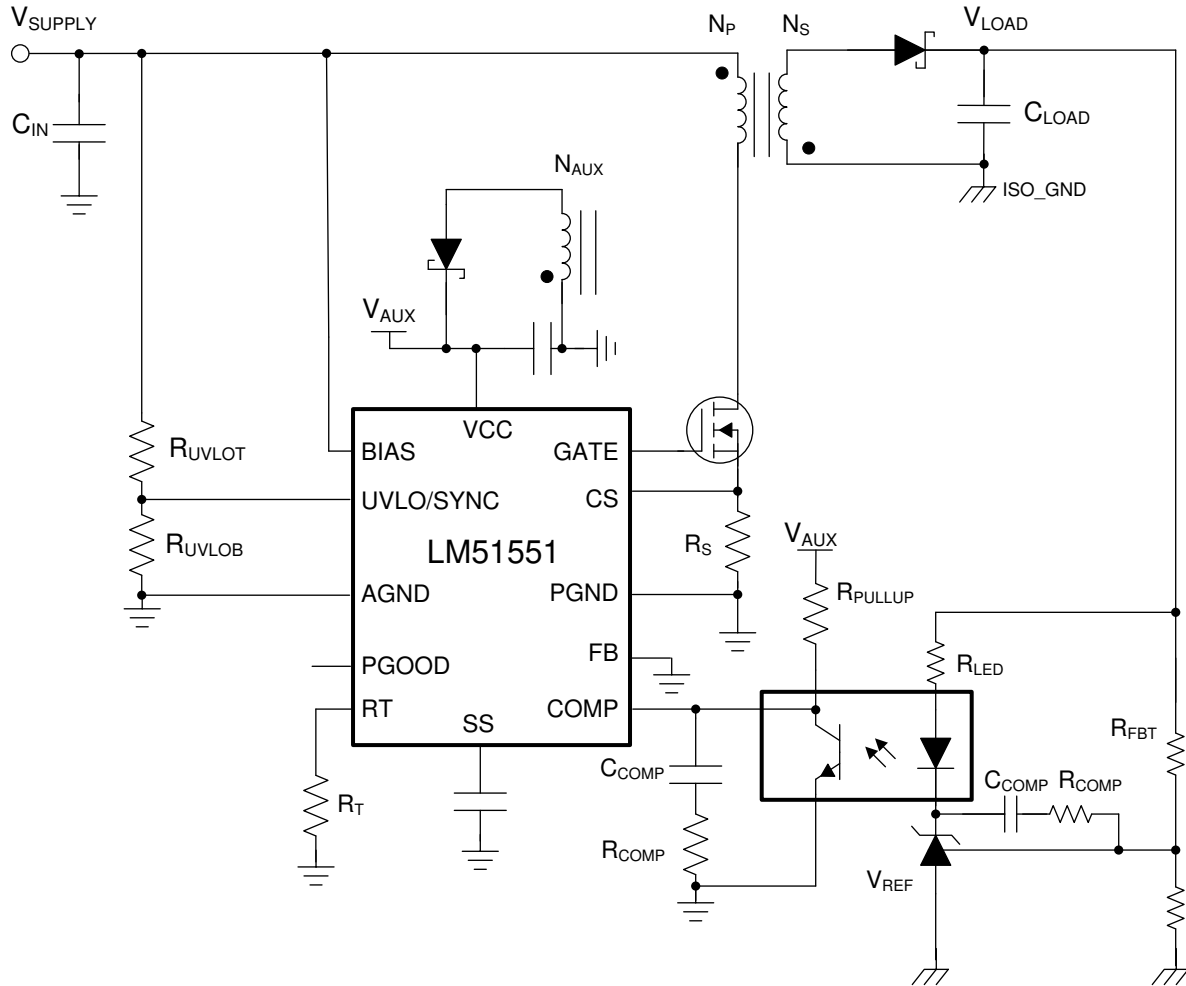 VSUPPLY
NP NS VLOAD
CIN
CLOAD
ISO_GND
NAUX
VAUX
VCC
RUVLOT
BIAS
GATE
UVLO/SYNC
CS
RUVLOB
LM51551
RS
VAUX
AGND
PGND
RPULLUP
FB
PGOOD
RLED
RT
SS
COMP
RFBT
CCOMP
CCOMP RCOMP
RT
RCOMP
VREF